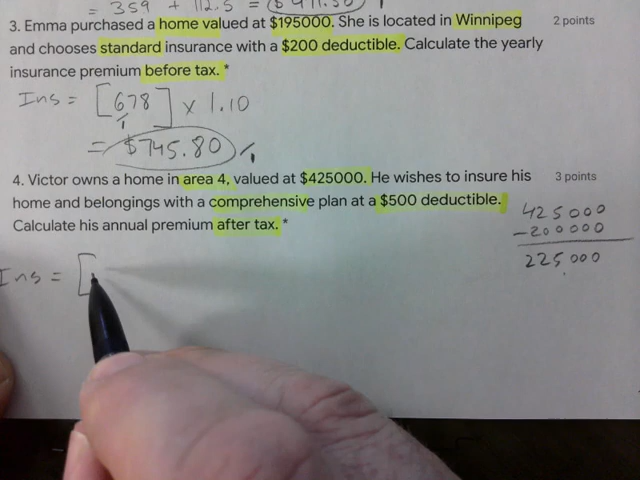 = 359 + 112.5 = ($471.50)
3. Emma purchased a home valued at $195000. She is located in Winnipeg 2 points
and chooses standard insurance with a $200 deductible. Calculate the yearly
insurance premium before tax. *
Ins = [678] x 1.10
= $745.80
4. Victor owns a home in area 4, valued at $425000. He wishes to insure his 3 points
home and belongings with a comprehensive plan at a $500 deductible.
Calculate his annual premium after tax. *
425000
-200000
225000
Ins = [